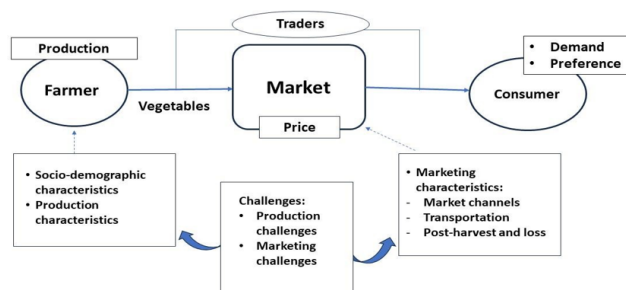 Traders
Production
Farmer
Vegetables
Market
Price
• Demand
• Preference
Consumer
• Socio-demographic
characteristics
• Production
characteristics
Challenges:
• Production
challenges
• Marketing
challenges
• Marketing
characteristics:
- Market channels
- Transportation
- Post-harvest and loss